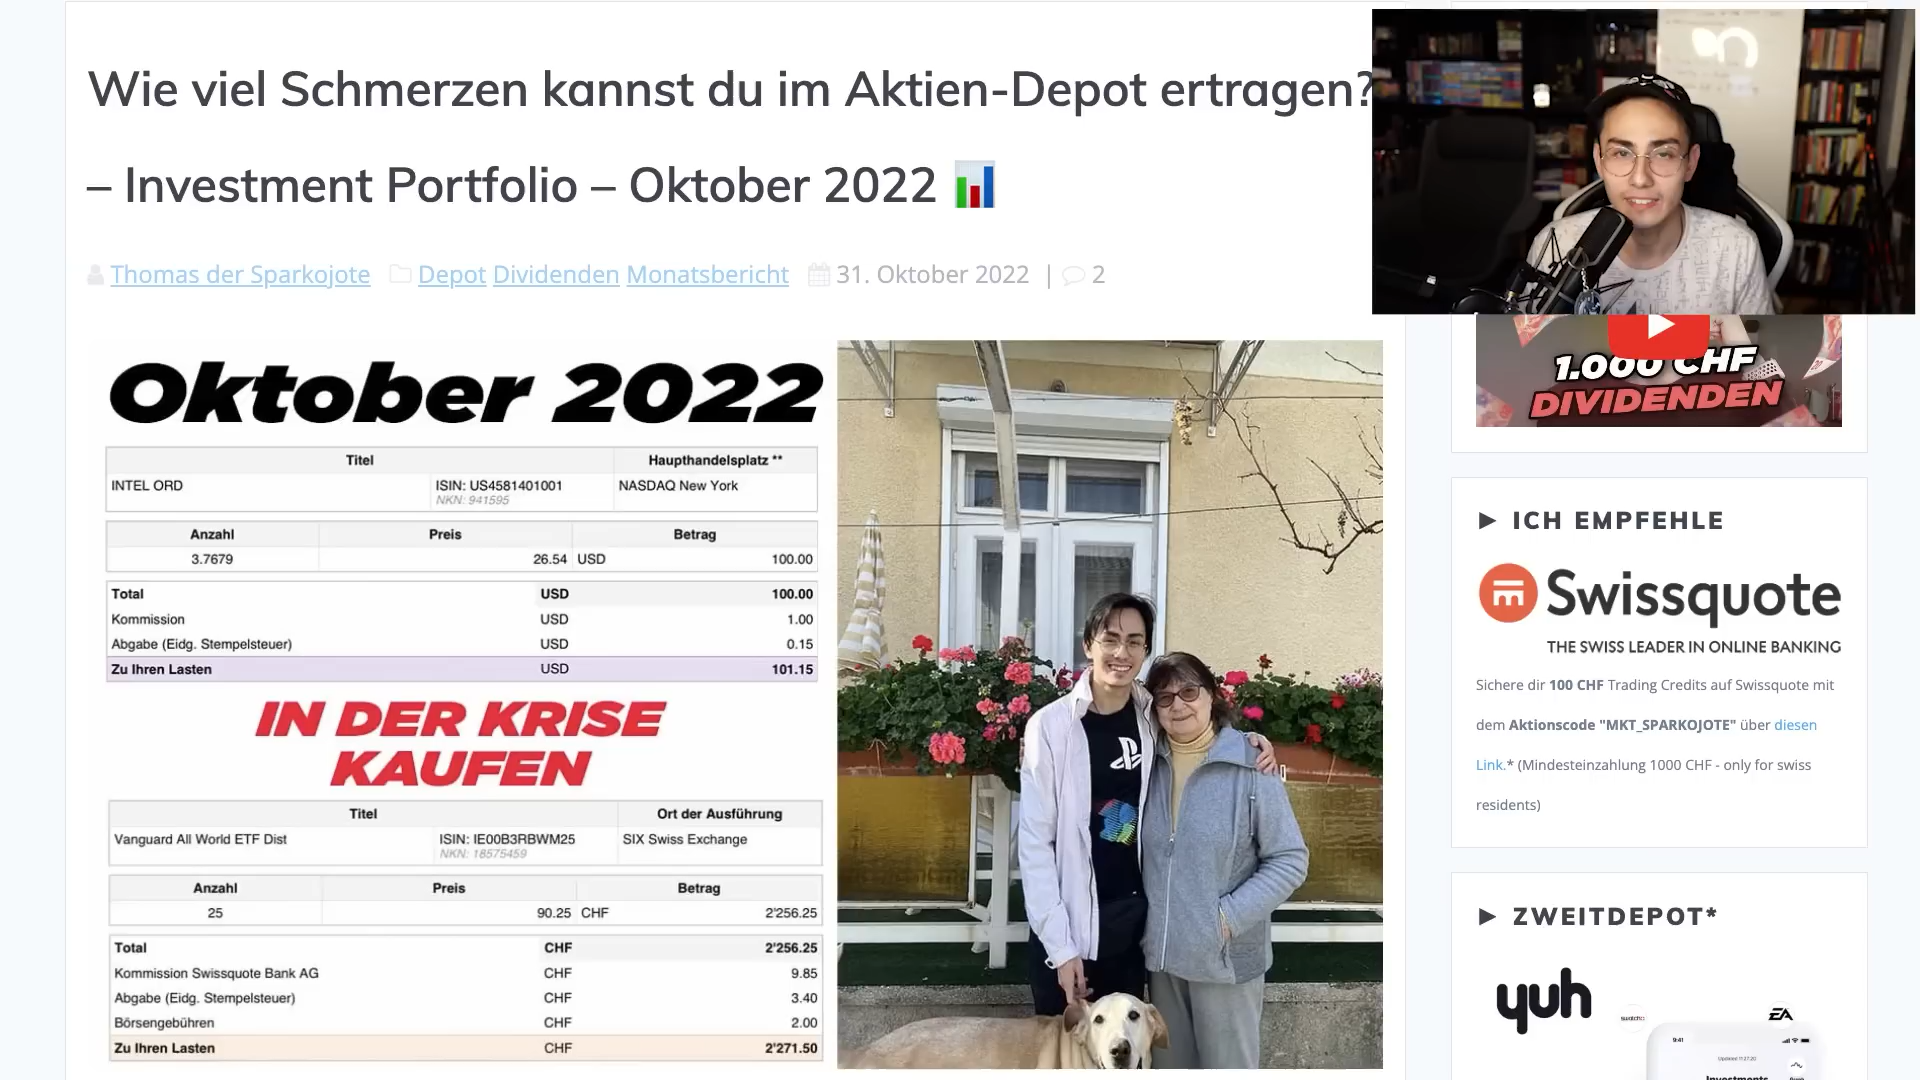 Wie viel Schmerzen kannst du im Aktien-Depot ertragen?
– Investment Portfolio – Oktober 2022
Thomas der Sparkojote Depot Dividenden Monatsbericht 31. Oktober 2022 | 2
Oktober 2022
Titel Haupthandelsplatz **
INTEL ORD ISIN: US4581401001 NASDAQ New York
NKN: 941595
Anzahl Preis Betrag
3.7679 26.54 USD 100.00
Total USD 100.00
Kommission USD 1.00
Abgabe (Eidg. Stempelsteuer) USD 0.15
Zu Ihren Lasten USD 101.15
IN DER KRISE
KAUFEN
Titel Ort der Ausführung
Vanguard All World ETF Dist ISIN: IE00B3RBWM25 SIX Swiss Exchange
NKN: 18575459
Anzahl Preis Betrag
25 90.25 CHF 2'256.25
Total CHF 2'256.25
Kommission Swissquote Bank AG CHF 9.85
Abgabe (Eidg. Stempelsteuer) CHF 3.40
Börsengebühren CHF 2.00
Zu Ihren Lasten CHF 2'271.50
1.000 CHF
DIVIDENDEN
► ICH EMPFEHLE
Swissquote
THE SWISS LEADER IN ONLINE BANKING
Sichere dir 100 CHF Trading Credits auf Swissquote mit
dem Aktionscode "MKT_SPARKOJOTE" über diesen
Link.* (Mindesteinzahlung 1000 CHF - only for swiss
residents)
► ZWEITDEPOT*
yuh
swatch
EA
9:41
Investments